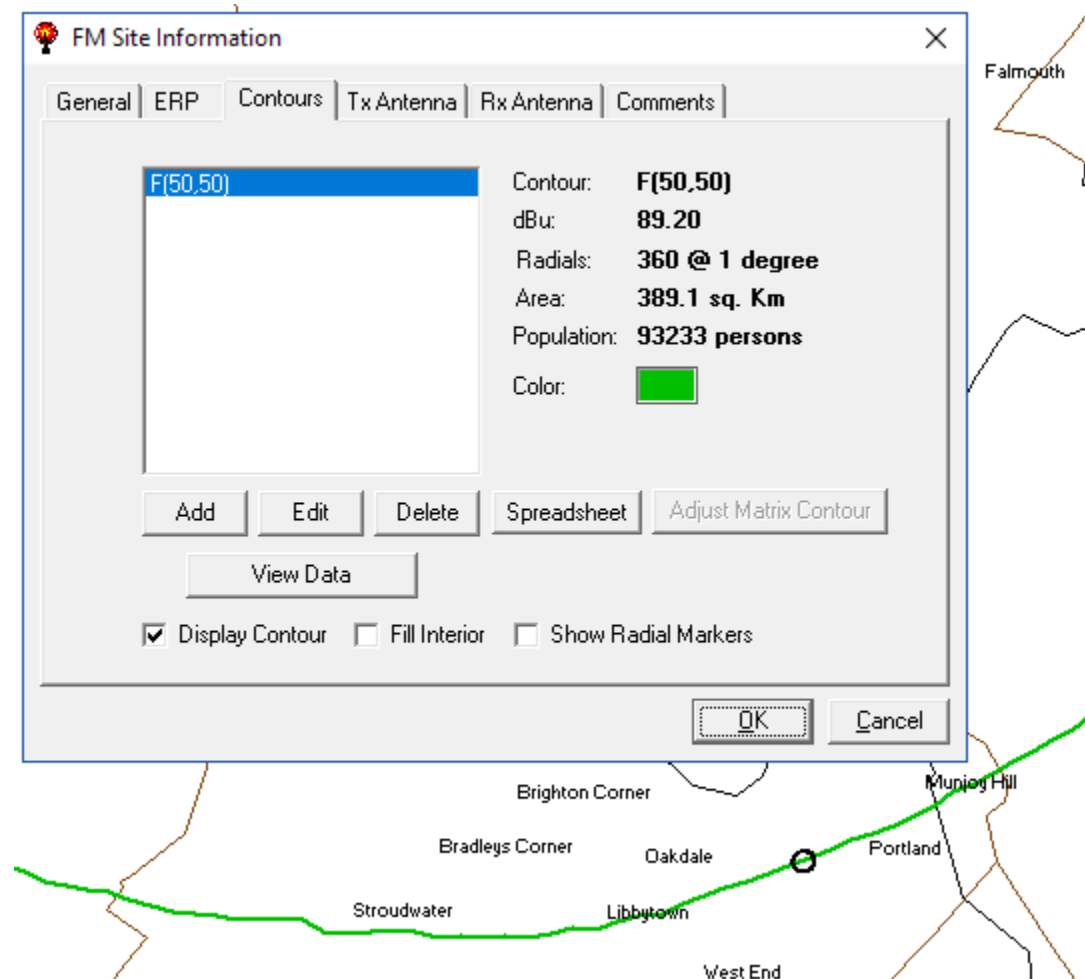 FM Site Information
Falmouth
General ERP Contours Tx Antenna Rx Antenna Comments
F(50,50)
Contour: F(50,50)
dBu: 89.20
Radials: 360 @ 1 degree
Area: 389.1 sq. Km
Population: 93233 persons
Color:
Add Edit Delete Spreadsheet Adjust Matrix Contour
View Data
Display Contour Fill Interior Show Radial Markers
OK Cancel
Munjoy Hill
Brighton Corner
Bradleys Corner
Oakdale
Portland
Stroudwater
Libbytown
West End